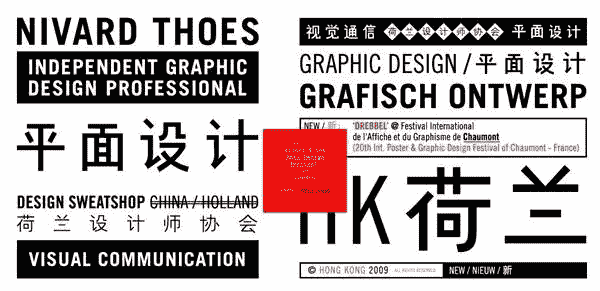 NIVARD THOES
INDEPENDENT GRAPHIC
DESIGN PROFESSIONAL
平面设计
DESIGN SWEATSHOP CHINA / HOLLAND
荷兰设计师协会
VISUAL COMMUNICATION
视觉通信 荷兰设计师协会 平面设计
GRAPHIC DESIGN / 平面设计
GRAFISCH ONTWERP
NEW / 新 'DREBBEL' @ Festival International
de l'Affiche et du Graphisme de Chaumont
(20th Int. Poster & Graphic Design Festival of Chaumont - France)
HK荷兰
© HONG KONG 2009 ALL RIGHTS RESERVED NEW / NIEUW / 新